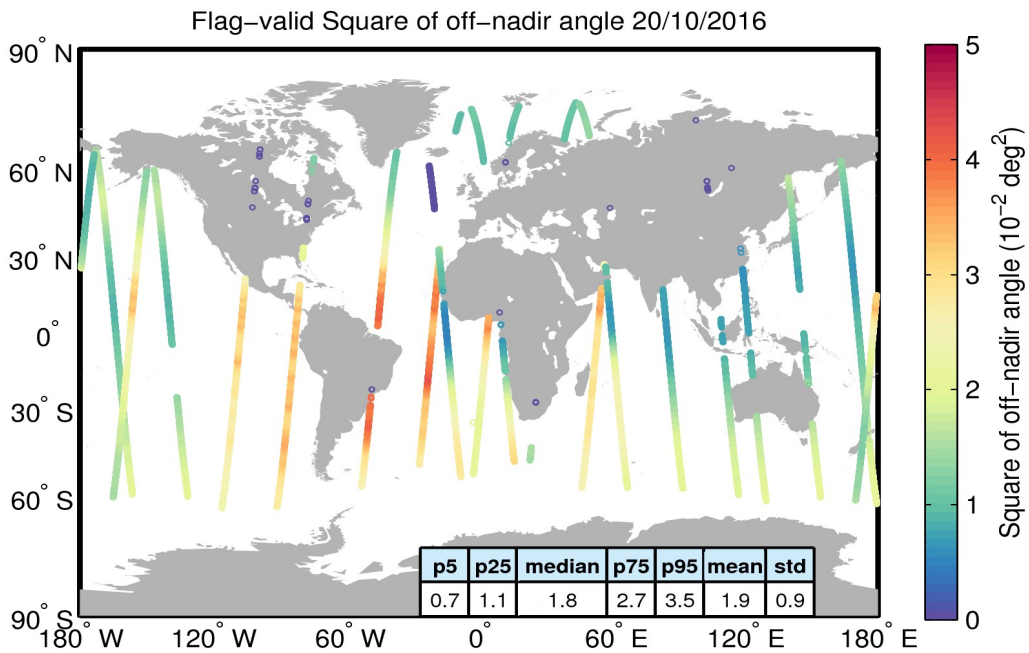 Flag−valid Square of off−nadir angle 20/10/2016
90° N
60° N
30° N
0°
30° S
60° S
90° S
180° W
120° W
60° W
0°
60° E
120° E
180° E
p5 p25 median p75 p95 mean std
0.7 1.1 1.8 2.7 3.5 1.9 0.9
5
4
3
2
1
0
Square of off−nadir angle (10⁻² deg²)